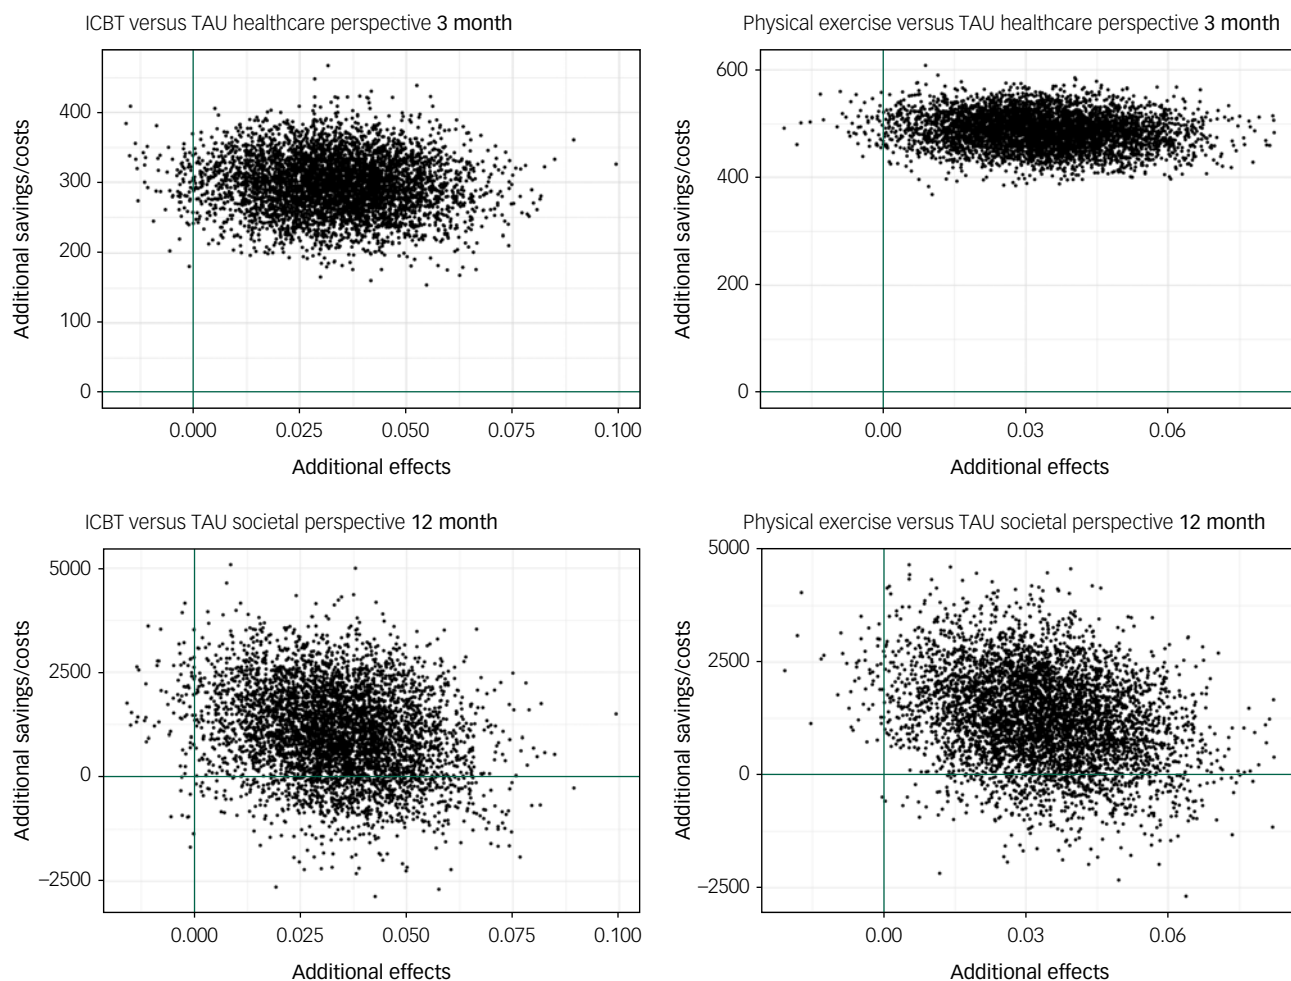 ICBT versus TAU healthcare perspective 3 month
Additional savings/costs
400
300
200
100
0
0.000 0.025 0.050 0.075 0.100
Additional effects
Physical exercise versus TAU healthcare perspective 3 month
Additional savings/costs
600
400
200
0
0.00 0.03 0.06
Additional effects
ICBT versus TAU societal perspective 12 month
Additional savings/costs
5000
2500
0
−2500
0.000 0.025 0.050 0.075 0.100
Additional effects
Physical exercise versus TAU societal perspective 12 month
Additional savings/costs
5000
2500
0
−2500
0.00 0.03 0.06
Additional effects